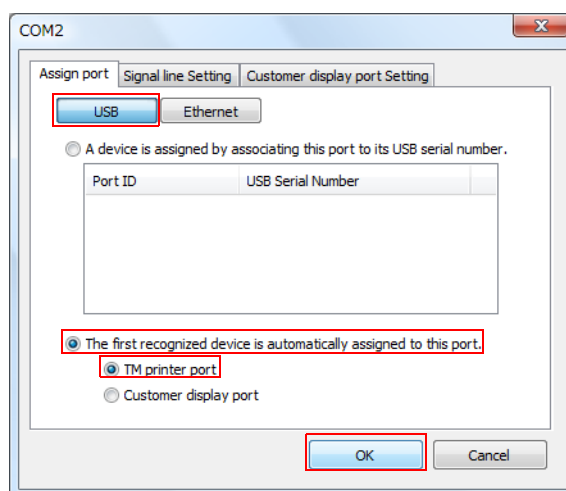 COM2
Assign port Signal line Setting Customer display port Setting
USB Ethernet
A device is assigned by associating this port to its USB serial number.
Port ID USB Serial Number
The first recognized device is automatically assigned to this port.
TM printer port
Customer display port
OK Cancel